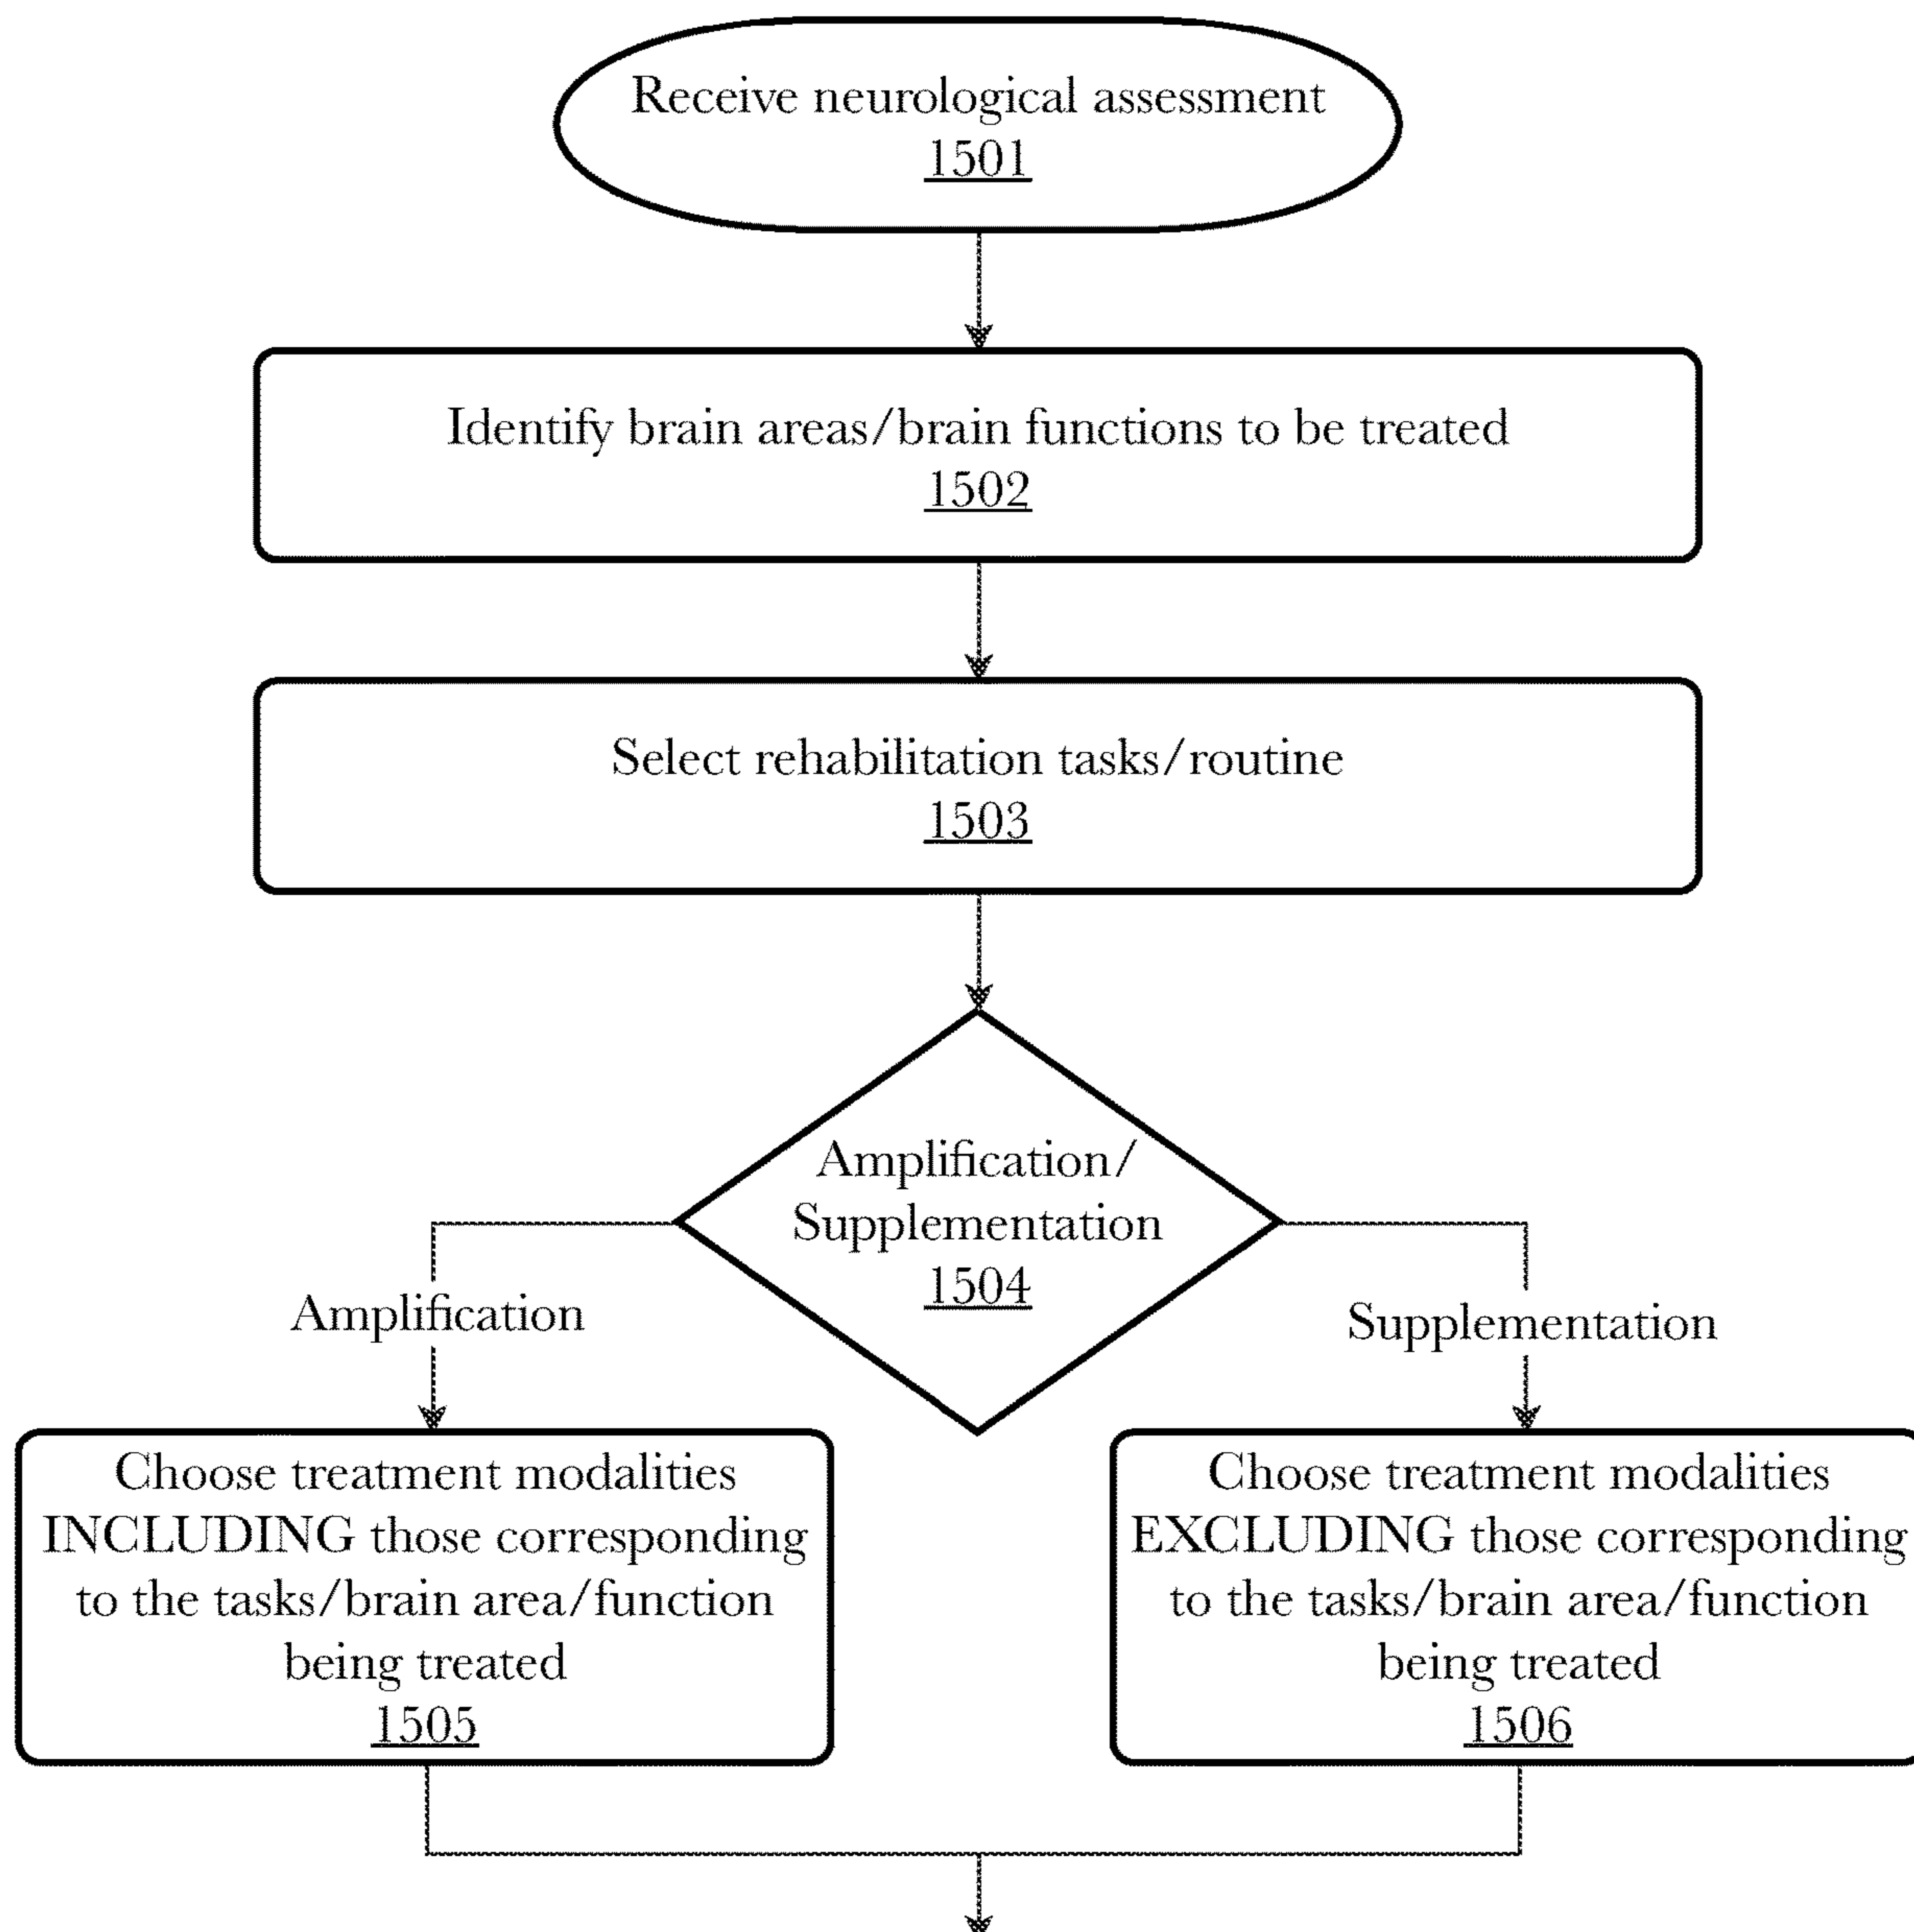 Receive neurological assessment
1501
Identify brain areas/brain functions to be treated
1502
Select rehabilitation tasks/routine
1503
Amplification/
Supplementation
1504
Amplification
Supplementation
Choose treatment modalities
INCLUDING those corresponding
to the tasks/brain area/function
being treated
1505
Choose treatment modalities
EXCLUDING those corresponding
to the tasks/brain area/function
being treated
1506